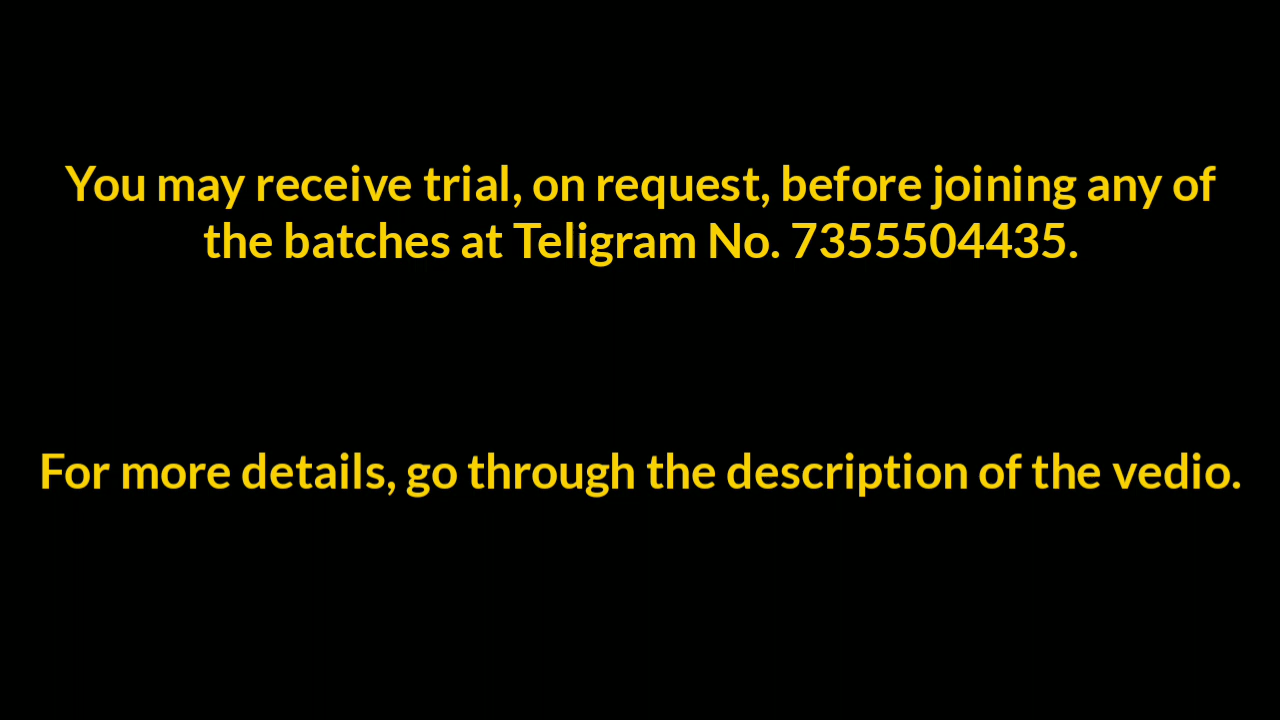 You may receive trial, on request, before joining any of
the batches at Teligram No. 7355504435.
For more details, go through the description of the vedio.